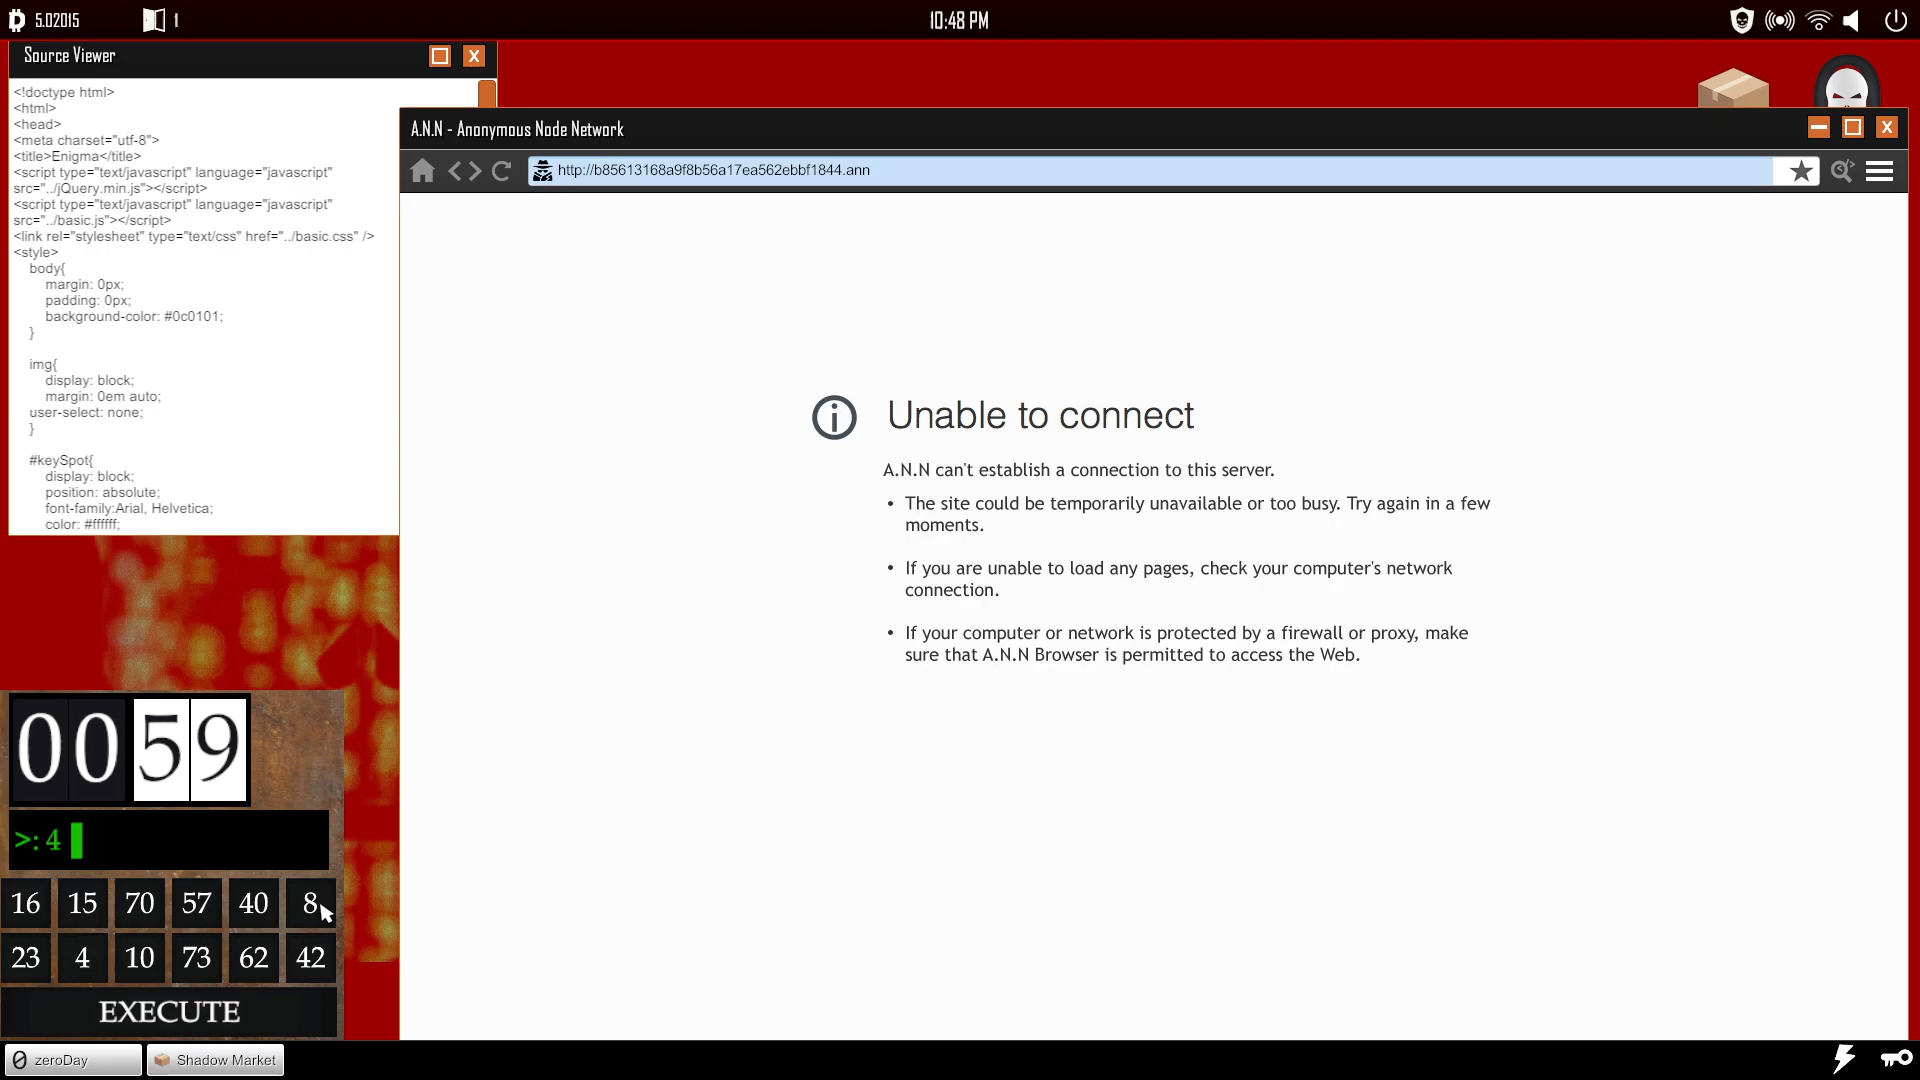 5.02015
1
10:48 PM
Source Viewer
X
<!doctype html>
<html>
<head>
<meta charset="utf-8">
<title>Enigma</title>
<script type="text/javascript" language="javascript"
src="../jQuery.min.js"></script>
<script type="text/javascript" language="javascript"
src="../basic.js"></script>
<link rel="stylesheet" type="text/css" href="../basic.css" />
<style>
body{
margin: 0px;
padding: 0px;
background-color: #0c0101;
}
img{
display: block;
margin: 0em auto;
user-select: none;
}
#keySpot{
display: block;
position: absolute;
font-family:Arial, Helvetica;
color: #ffffff;
A.N.N - Anonymous Node Network
X
http://b85613168a9f8b56a17ea562ebbf1844.ann
Unable to connect
A.N.N can't establish a connection to this server.
• The site could be temporarily unavailable or too busy. Try again in a few
moments.
• If you are unable to load any pages, check your computer's network
connection.
• If your computer or network is protected by a firewall or proxy, make
sure that A.N.N Browser is permitted to access the Web.
0059
>: 4
16 15 70 57 40 8
23 4 10 73 62 42
EXECUTE
zeroDay
Shadow Market